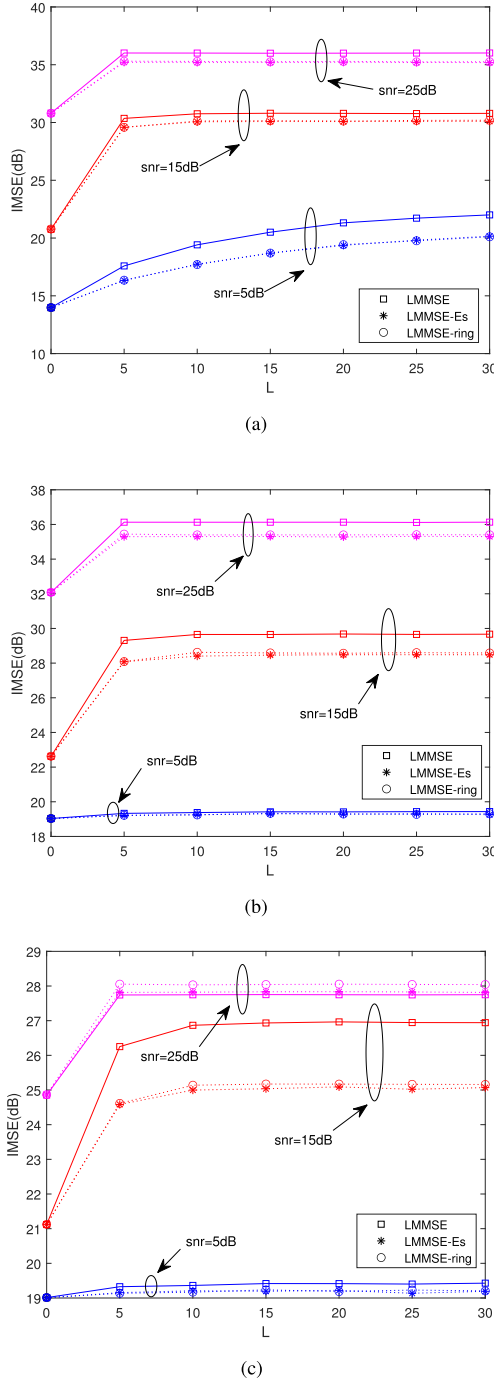 40
35
30
25
20
15
10
IMSE(dB)
snr=25dB
snr=15dB
snr=5dB
LMMSE
LMMSE-Es
LMMSE-ring
0 5 10 15 20 25 30
L
(a)
38
36
34
32
30
28
26
24
22
20
18
IMSE(dB)
snr=25dB
snr=15dB
snr=5dB
LMMSE
LMMSE-Es
LMMSE-ring
0 5 10 15 20 25 30
L
(b)
29
28
27
26
25
24
23
22
21
20
19
IMSE(dB)
snr=25dB
snr=15dB
snr=5dB
LMMSE
LMMSE-Es
LMMSE-ring
0 5 10 15 20 25 30
L
(c)